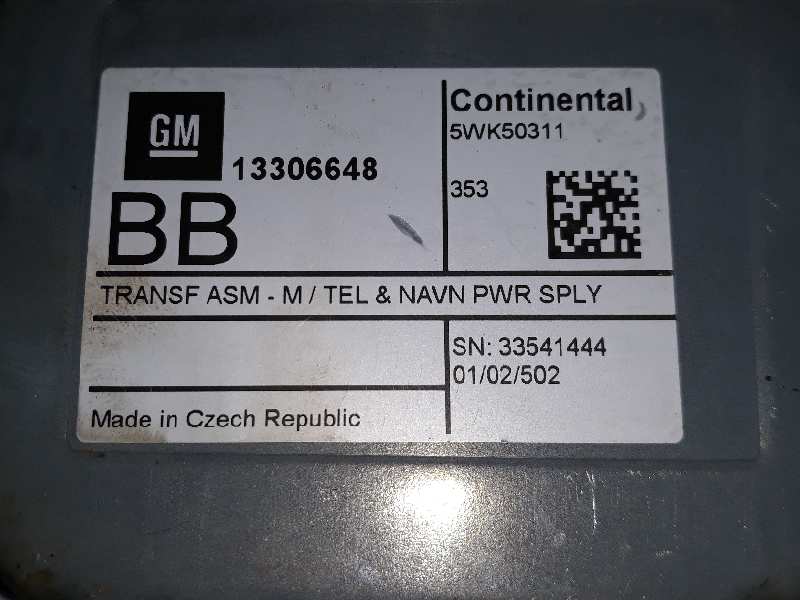 GM
13306648
BB
Continental
5WK50311
353
TRANSF ASM - M / TEL & NAVN PWR SPLY
SN: 33541444
01/02/502
Made in Czech Republic